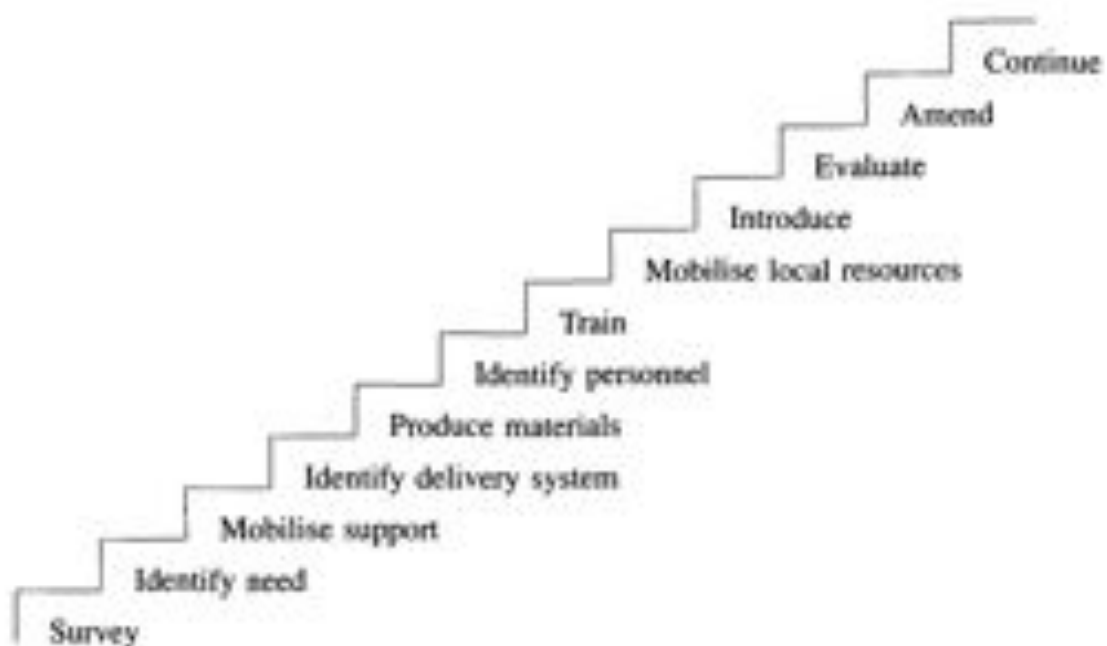 Continue
Amend
Evaluate
Introduce
Mobilise local resources
Train
Identify personnel
Produce materials
Identify delivery system
Mobilise support
Identify need
Survey